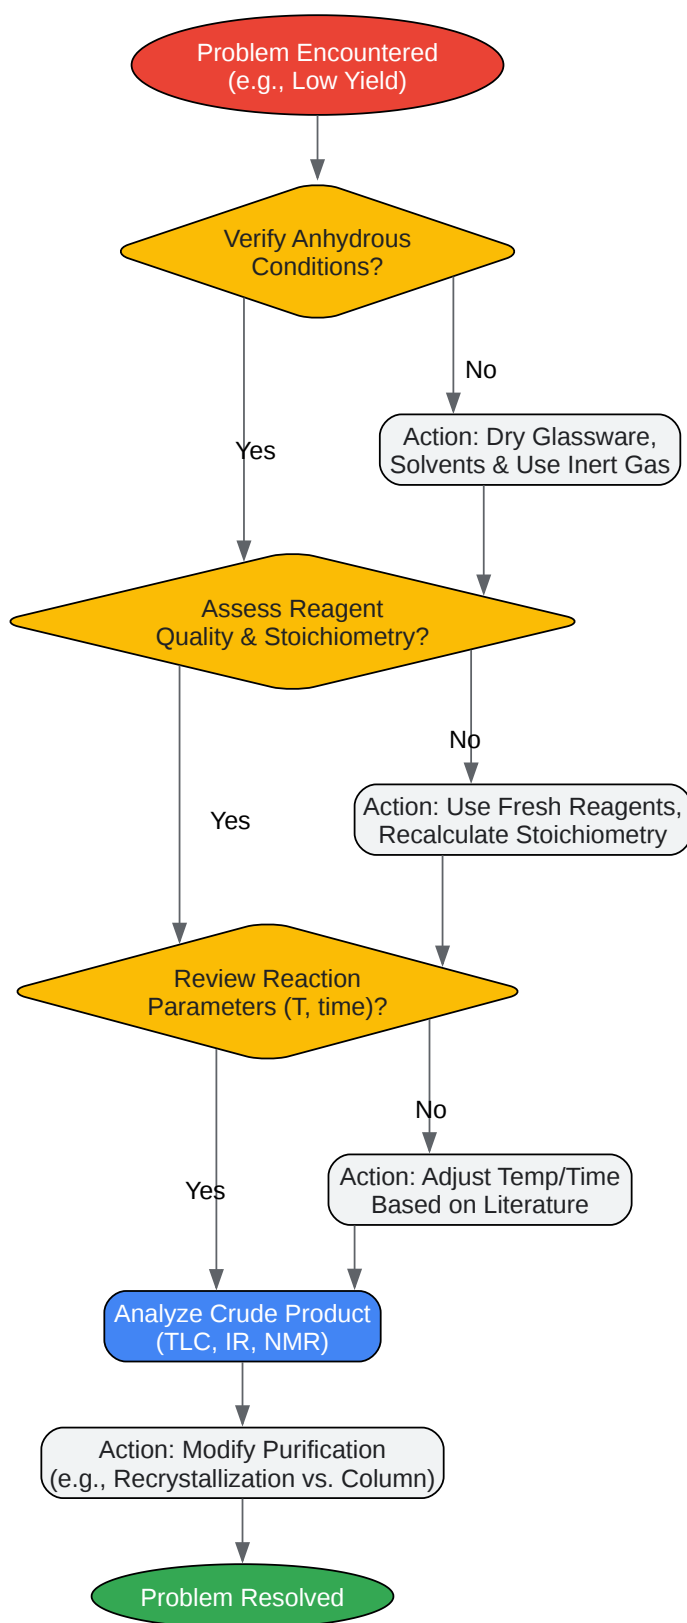 Problem Encountered
(e.g., Low Yield)
Verify Anhydrous
Conditions?
No
Action: Dry Glassware,
Solvents & Use Inert Gas
Yes
Assess Reagent
Quality & Stoichiometry?
No
Action: Use Fresh Reagents,
Recalculate Stoichiometry
Yes
Review Reaction
Parameters (T, time)?
No
Action: Adjust Temp/Time
Based on Literature
Yes
Analyze Crude Product
(TLC, IR, NMR)
Action: Modify Purification
(e.g., Recrystallization vs. Column)
Problem Resolved